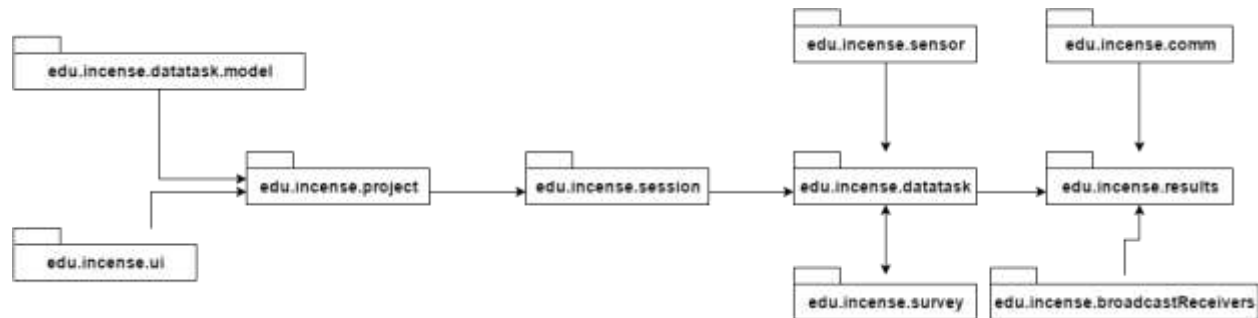 edu.incense.sensor
edu.incense.comm
edu.incense.datatask.model
edu.incense.project
edu.incense.session
edu.incense.datatask
edu.incense.results
edu.incense.ui
edu.incense.survey
edu.incense.broadcastReceivers